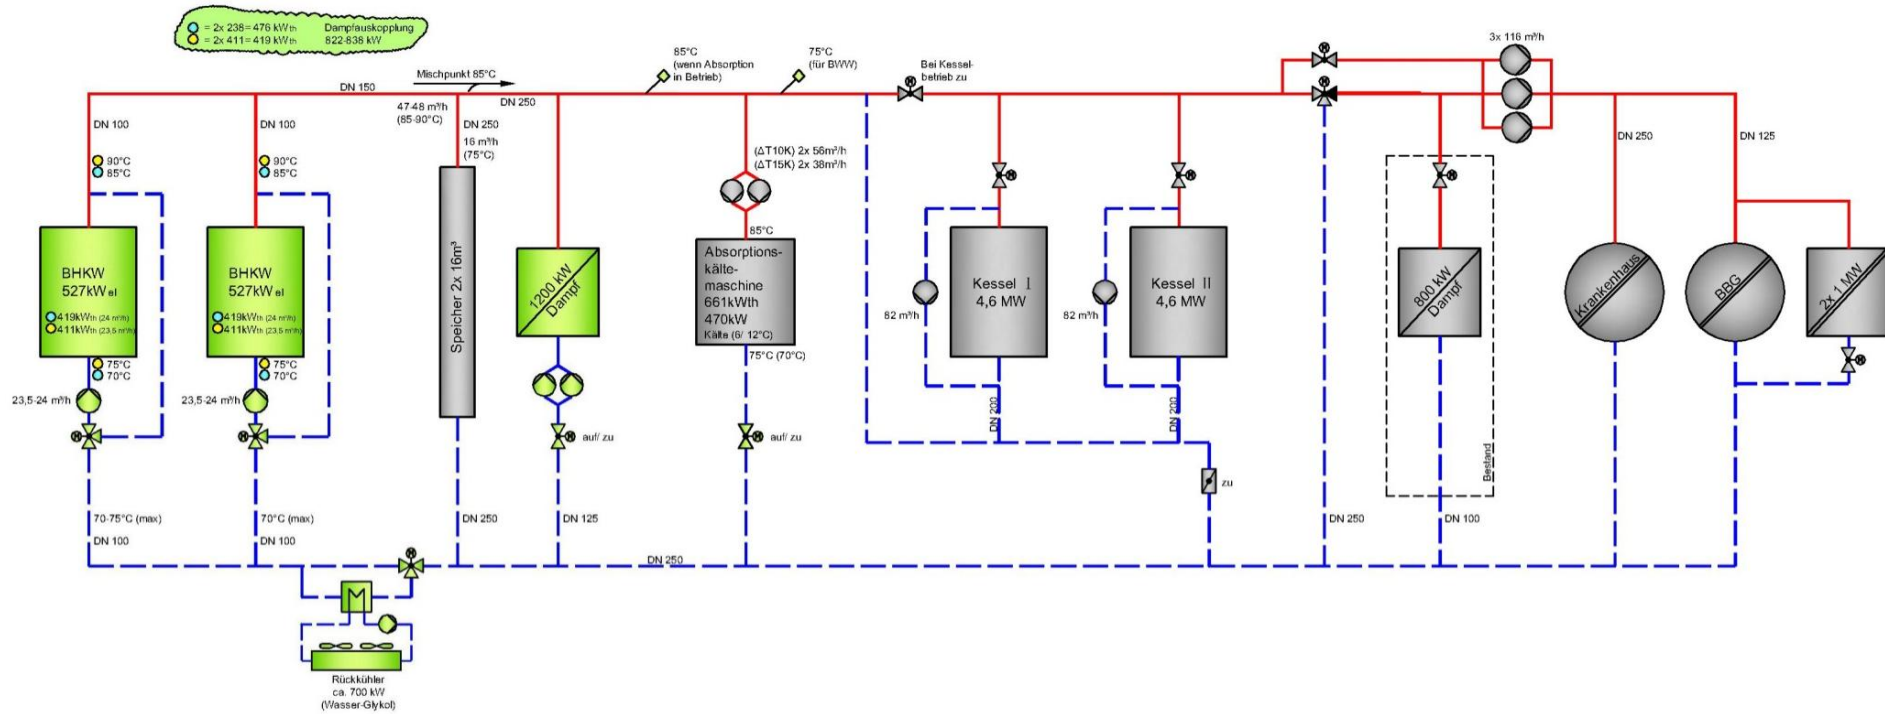 = 2x 238= 476 kWth Dampfauskopplung
= 2x 411= 419 kWth 822-838 kW
Mischpunkt 85°C
85°C
(wenn Absorption
in Betrieb)
75°C
(für BWW)
Bei Kessel-
betrieb zu
3x 116 m³/h
DN 150
47-48 m³/h
(85-90°C)
DN 250
DN 250
16 m³/h
(75°C)
DN 100
DN 100
90°C
85°C
90°C
85°C
(ΔT10K) 2x 56m³/h
(ΔT15K) 2x 38m³/h
DN 250
DN 125
BHKW
527kWel
419kWth (24 m³/h)
411kWth (23,5 m³/h)
75°C
70°C
23,5-24 m³/h
BHKW
527kWel
419kWth (24 m³/h)
411kWth (23,5 m³/h)
75°C
70°C
23,5-24 m³/h
Speicher 2x 16m³
1200 kW
Dampf
85°C
Absorptions-
kälte-
maschine
661kWth
470kW
Kälte (6/ 12°C)
75°C (70°C)
Kessel I
4,6 MW
82 m³/h
Kessel II
4,6 MW
82 m³/h
800 kW
Dampf
Krankenhaus
BBG
2x 1 MW
DN 200
DN 200
auf/ zu
auf/ zu
zu
Bestand
70-75°C (max)
DN 100
70°C (max)
DN 100
DN 250
DN 125
DN 250
DN 100
DN 250
Rückkühler
ca. 700 kW
(Wasser-Glykol)